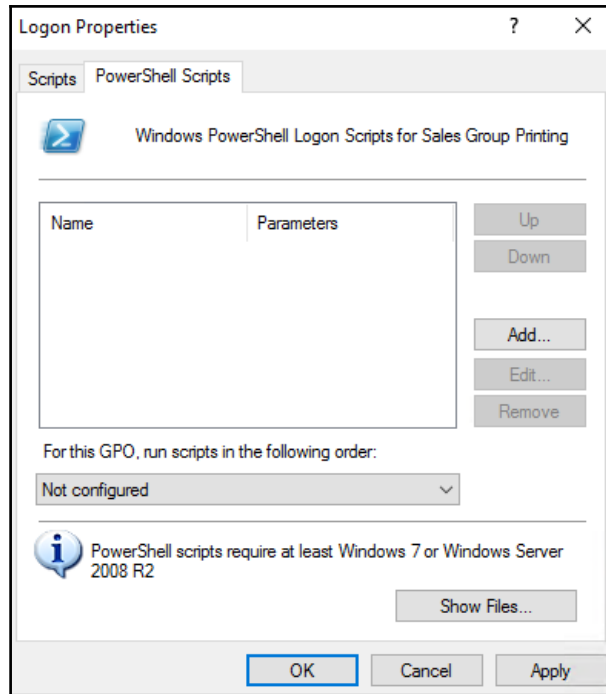 Logon Properties
?
Scripts
PowerShell Scripts
Windows PowerShell Logon Scripts for Sales Group Printing
Name
Parameters
Up
Down
Add...
Edit...
Remove
For this GPO, run scripts in the following order:
Not configured
PowerShell scripts require at least Windows 7 or Windows Server
2008 R2
Show Files...
OK
Cancel
Apply